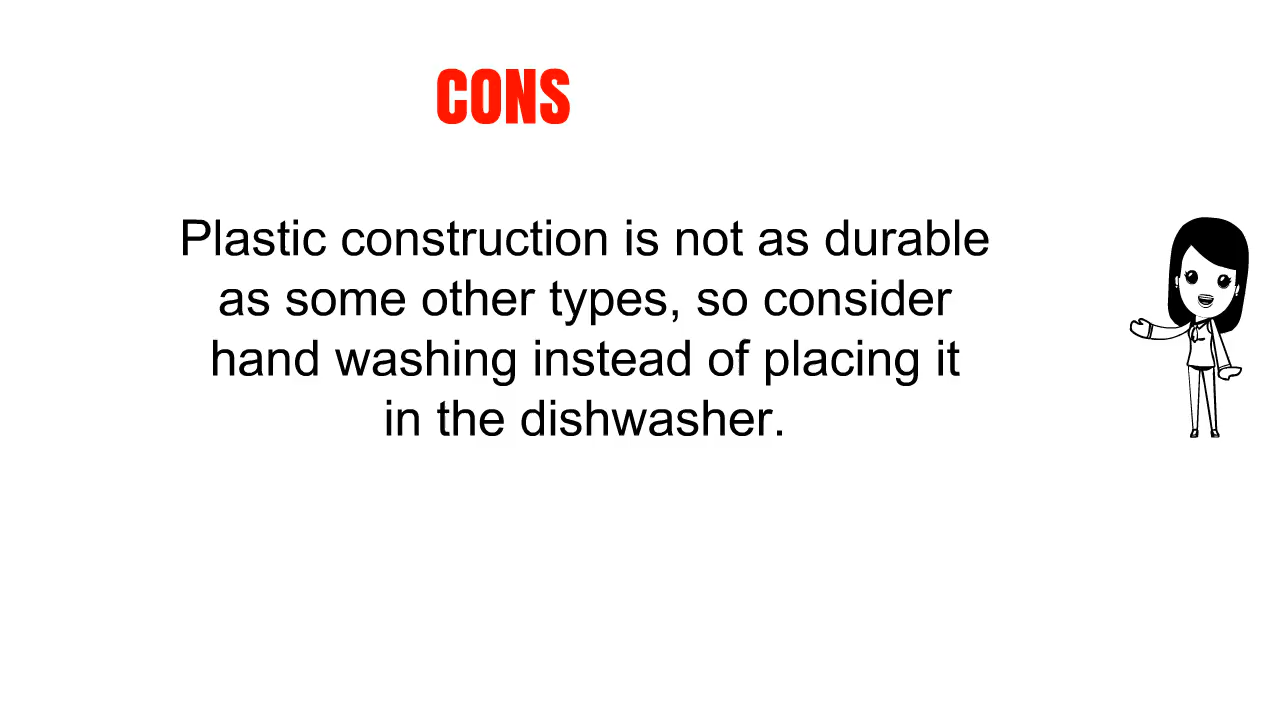 CONS
Plastic construction is not as durable
as some other types, so consider
hand washing instead of placing it
in the dishwasher.